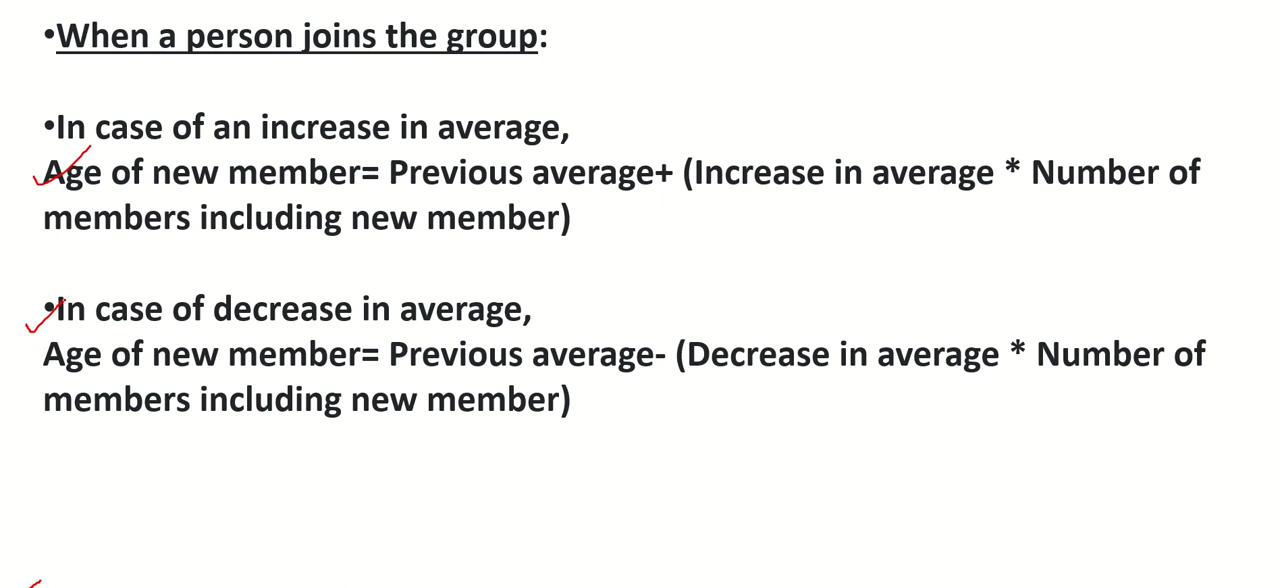 •When a person joins the group:
•In case of an increase in average,
Age of new member= Previous average+ (Increase in average * Number of
members including new member)
•In case of decrease in average,
Age of new member= Previous average- (Decrease in average * Number of
members including new member)